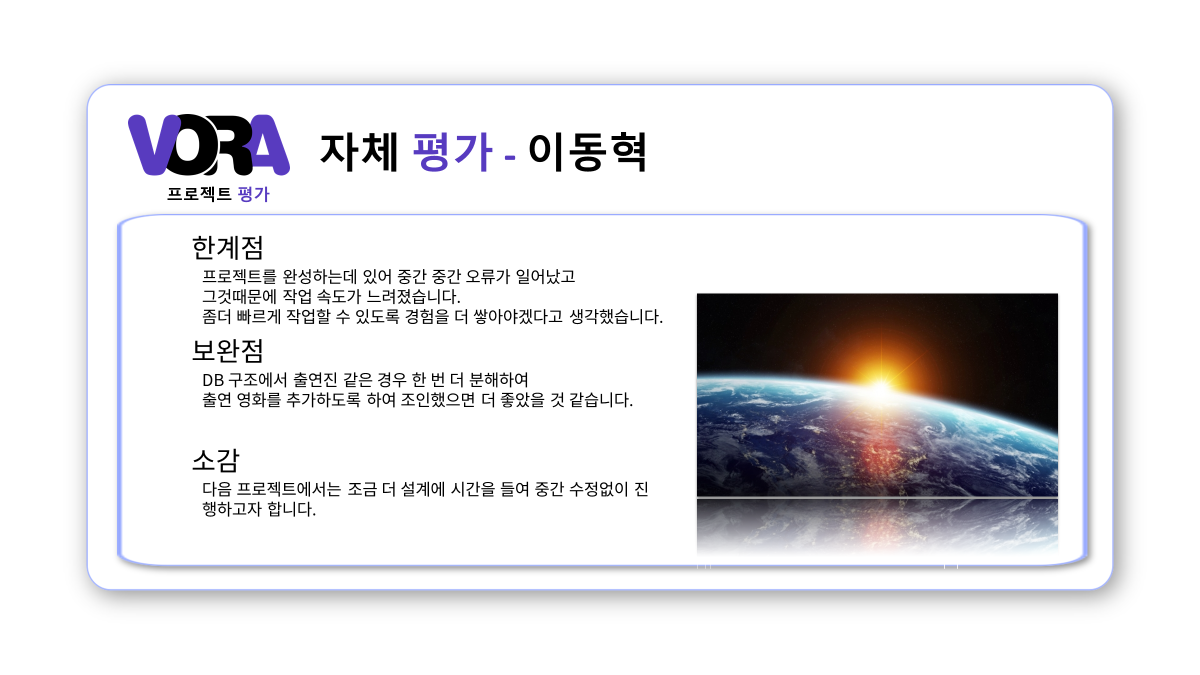 VORA
자체 평가 - 이동혁
프로젝트 평가
한계점
프로젝트를 완성하는데 있어 중간 중간 오류가 일어났고
그것때문에 작업 속도가 느려졌습니다.
좀더 빠르게 작업할 수 있도록 경험을 더 쌓아야겠다고 생각했습니다.
보완점
DB 구조에서 출연진 같은 경우 한 번 더 분해하여
출연 영화를 추가하도록 하여 조인했으면 더 좋았을 것 같습니다.
소감
다음 프로젝트에서는 조금 더 설계에 시간을 들여 중간 수정없이 진
행하고자 합니다.